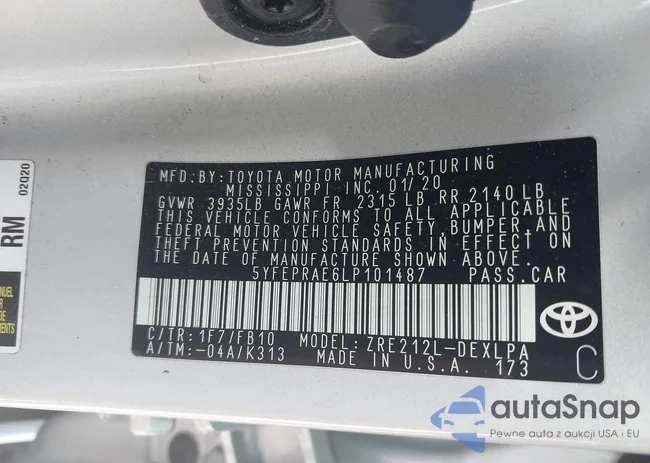 MFD. BY: TOYOTA MOTOR MANUFACTURING
MISSISSIPPI INC. 01/20
GVWR 3935LB GAWR FR 2315 LB RR 2140 LB
THIS VEHICLE CONFORMS TO ALL APPLICABLE
FEDERAL MOTOR VEHICLE SAFETY, BUMPER, AND
THEFT PREVENTION STANDARDS IN EFFECT ON
THE DATE OF MANUFACTURE SHOWN ABOVE.
5YFEPRAE6LP101487 PASS.CAR
C/TR: 1F7/FB10 MODEL: ZRE212L-DEXLPA
A/TM: -04A/K313 MADE IN U.S.A. 173
C
RM
02020
autaSnap
Pewne auta z aukcji USA i EU